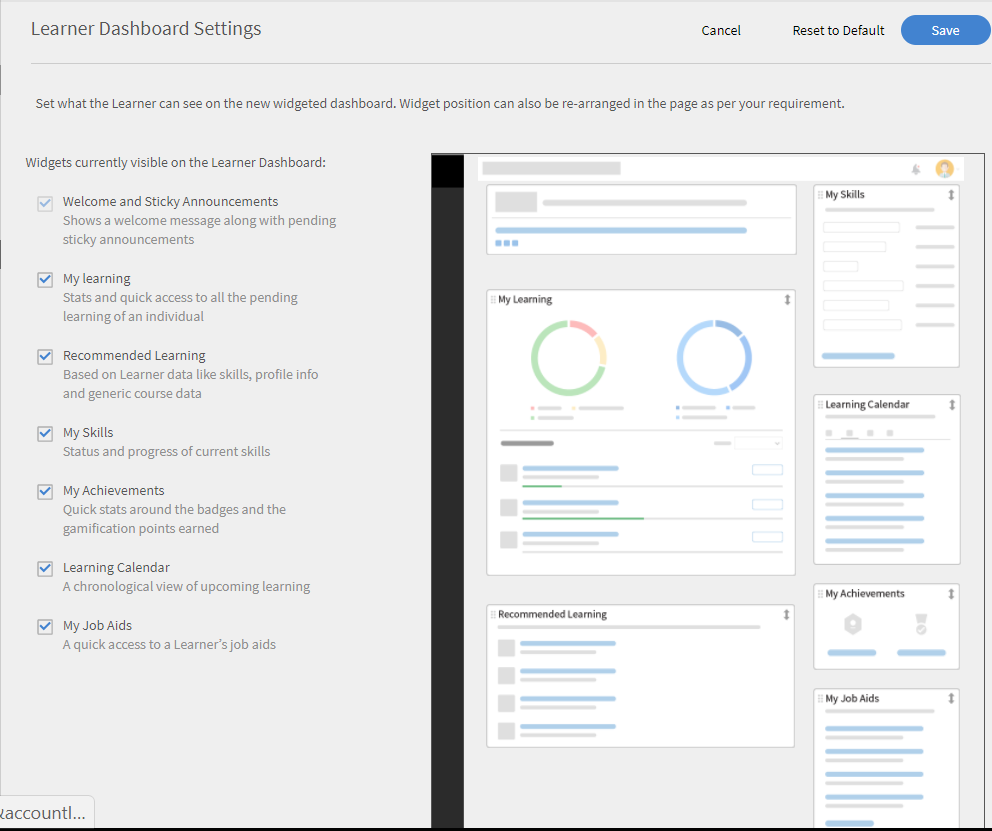 Learner Dashboard Settings
Cancel
Reset to Default
Save
Set what the Learner can see on the new widgeted dashboard. Widget position can also be re-arranged in the page as per your requirement.
Widgets currently visible on the Learner Dashboard:
Welcome and Sticky Announcements
Shows a welcome message along with pending
sticky announcements
My learning
Stats and quick access to all the pending
learning of an individual
Recommended Learning
Based on Learner data like skills, profile info
and generic course data
My Skills
Status and progress of current skills
My Achievements
Quick stats around the badges and the
gamification points earned
Learning Calendar
A chronological view of upcoming learning
My Job Aids
A quick access to a Learner's job aids
My Learning
Recommended Learning
My Skills
Learning Calendar
My Achievements
My Job Aids
accountl...